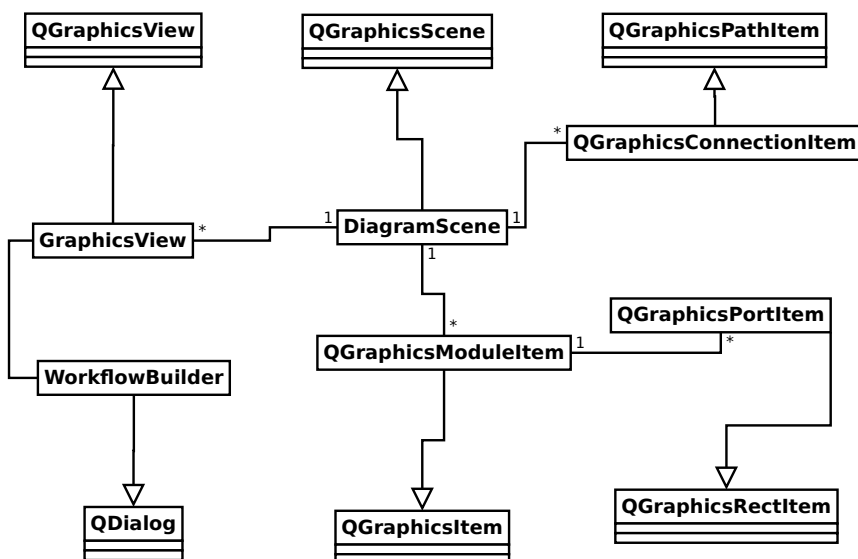 QGraphicsView
QGraphicsScene
QGraphicsPathItem
*
QGraphicsConnectionItem
GraphicsView
*
1
DiagramScene
1
1
*
QGraphicsModuleItem
1
*
QGraphicsPortItem
WorkflowBuilder
QDialog
QGraphicsItem
QGraphicsRectItem